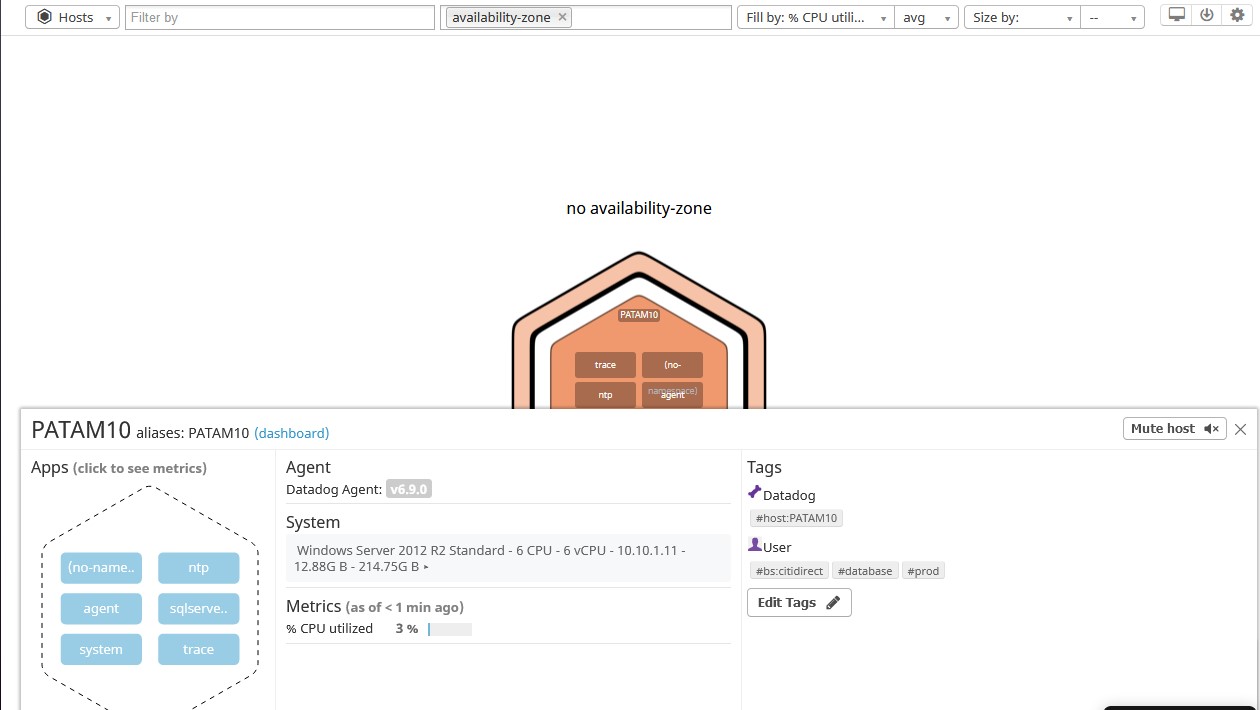 Hosts
Filter by
availability-zone ×
Fill by: % CPU utili...
avg
Size by:
--
no availability-zone
PATAM10
trace
(no-
namespace)
ntp
agent
PATAM10 aliases: PATAM10 (dashboard)
Mute host
Apps (click to see metrics)
(no-name..
ntp
agent
sqlserve..
system
trace
Agent
Datadog Agent: v6.9.0
System
Windows Server 2012 R2 Standard - 6 CPU - 6 vCPU - 10.10.1.11 -
12.88G B - 214.75G B
Metrics (as of < 1 min ago)
% CPU utilized 3 %
Tags
Datadog
#host:PATAM10
User
#bs:citidirect #database #prod
Edit Tags